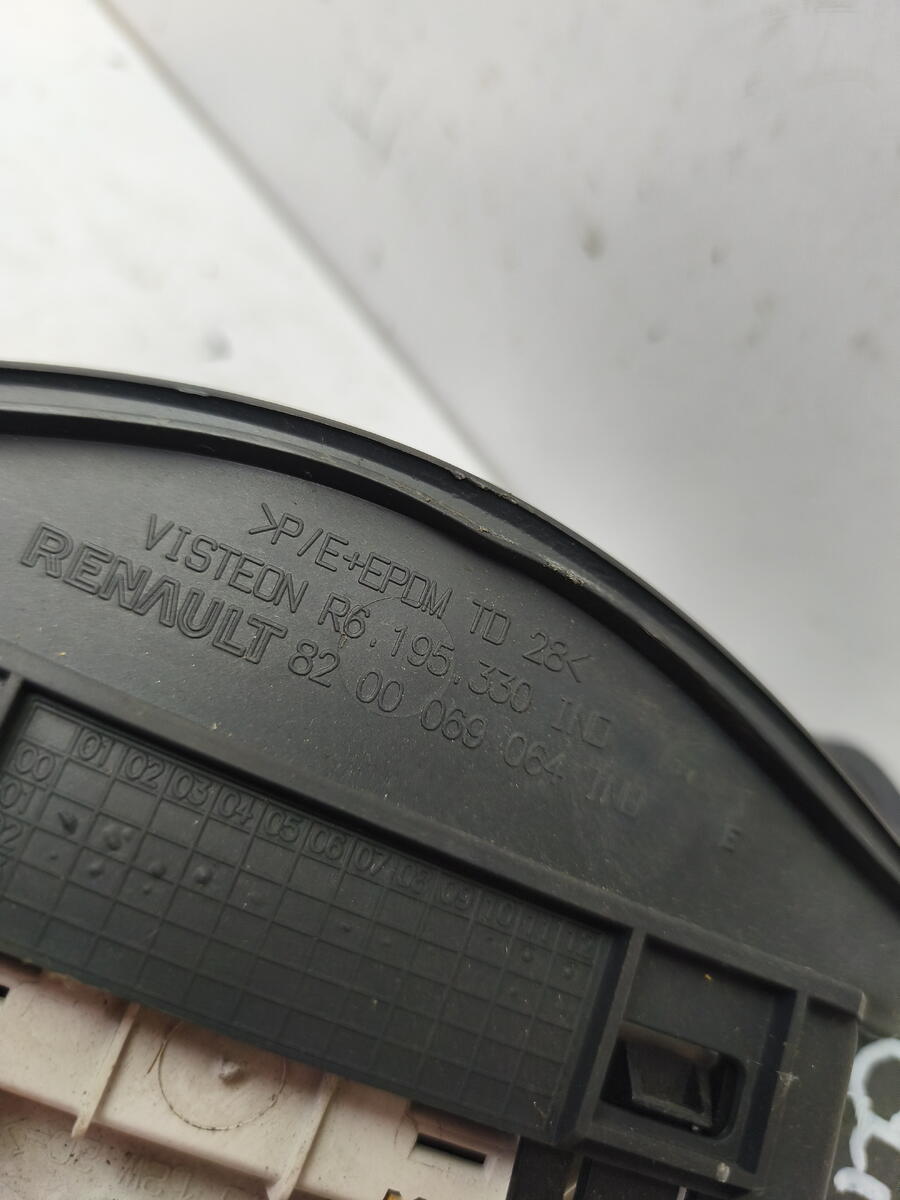 >P/E+EPDM TD 28<
VISTEON R6.195.330 IND
RENAULT 82 00 069 064 IND
E
01 02 03 04 05 06 07 08 09 10 11 12
00
01